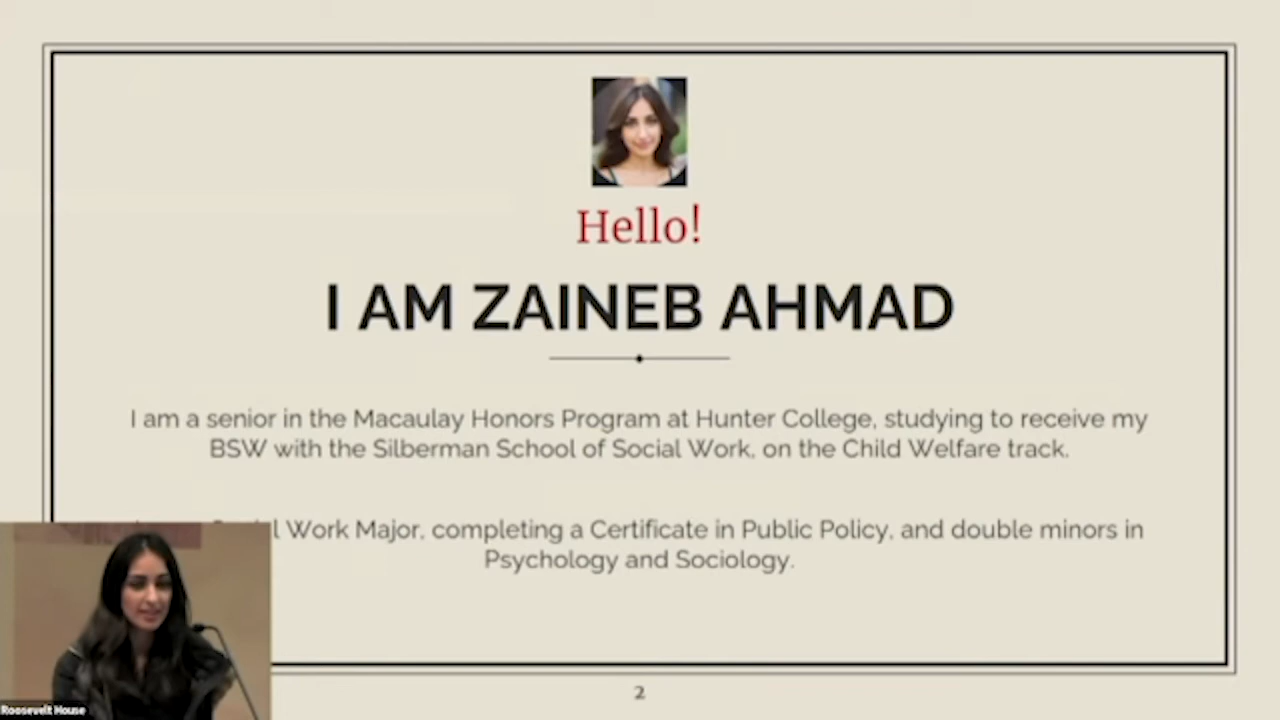 Hello!
I AM ZAINEB AHMAD
I am a senior in the Macaulay Honors Program at Hunter College, studying to receive my
BSW with the Silberman School of Social Work, on the Child Welfare track.
Work Major, completing a Certificate in Public Policy, and double minors in
Psychology and Sociology.
Roosevelt House
2